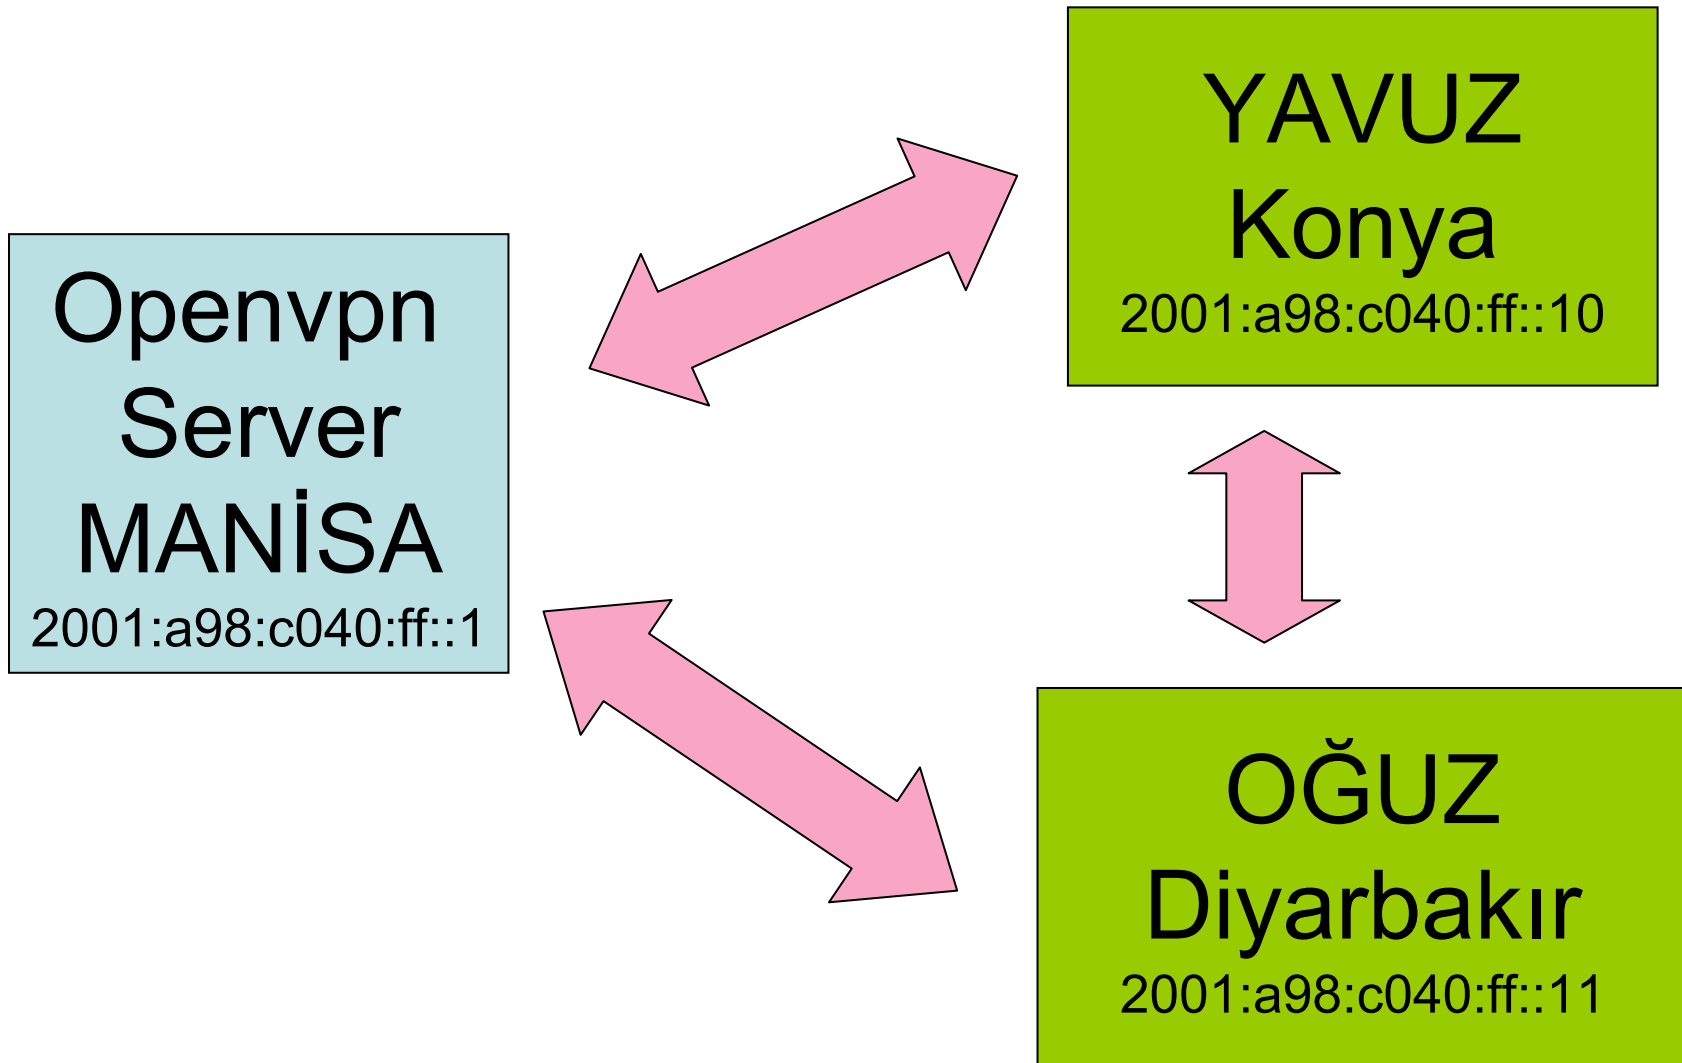 Openvpn
Server
MANİSA
2001:a98:c040:ff::1
YAVUZ
Konya
2001:a98:c040:ff::10
OĞUZ
Diyarbakır
2001:a98:c040:ff::11